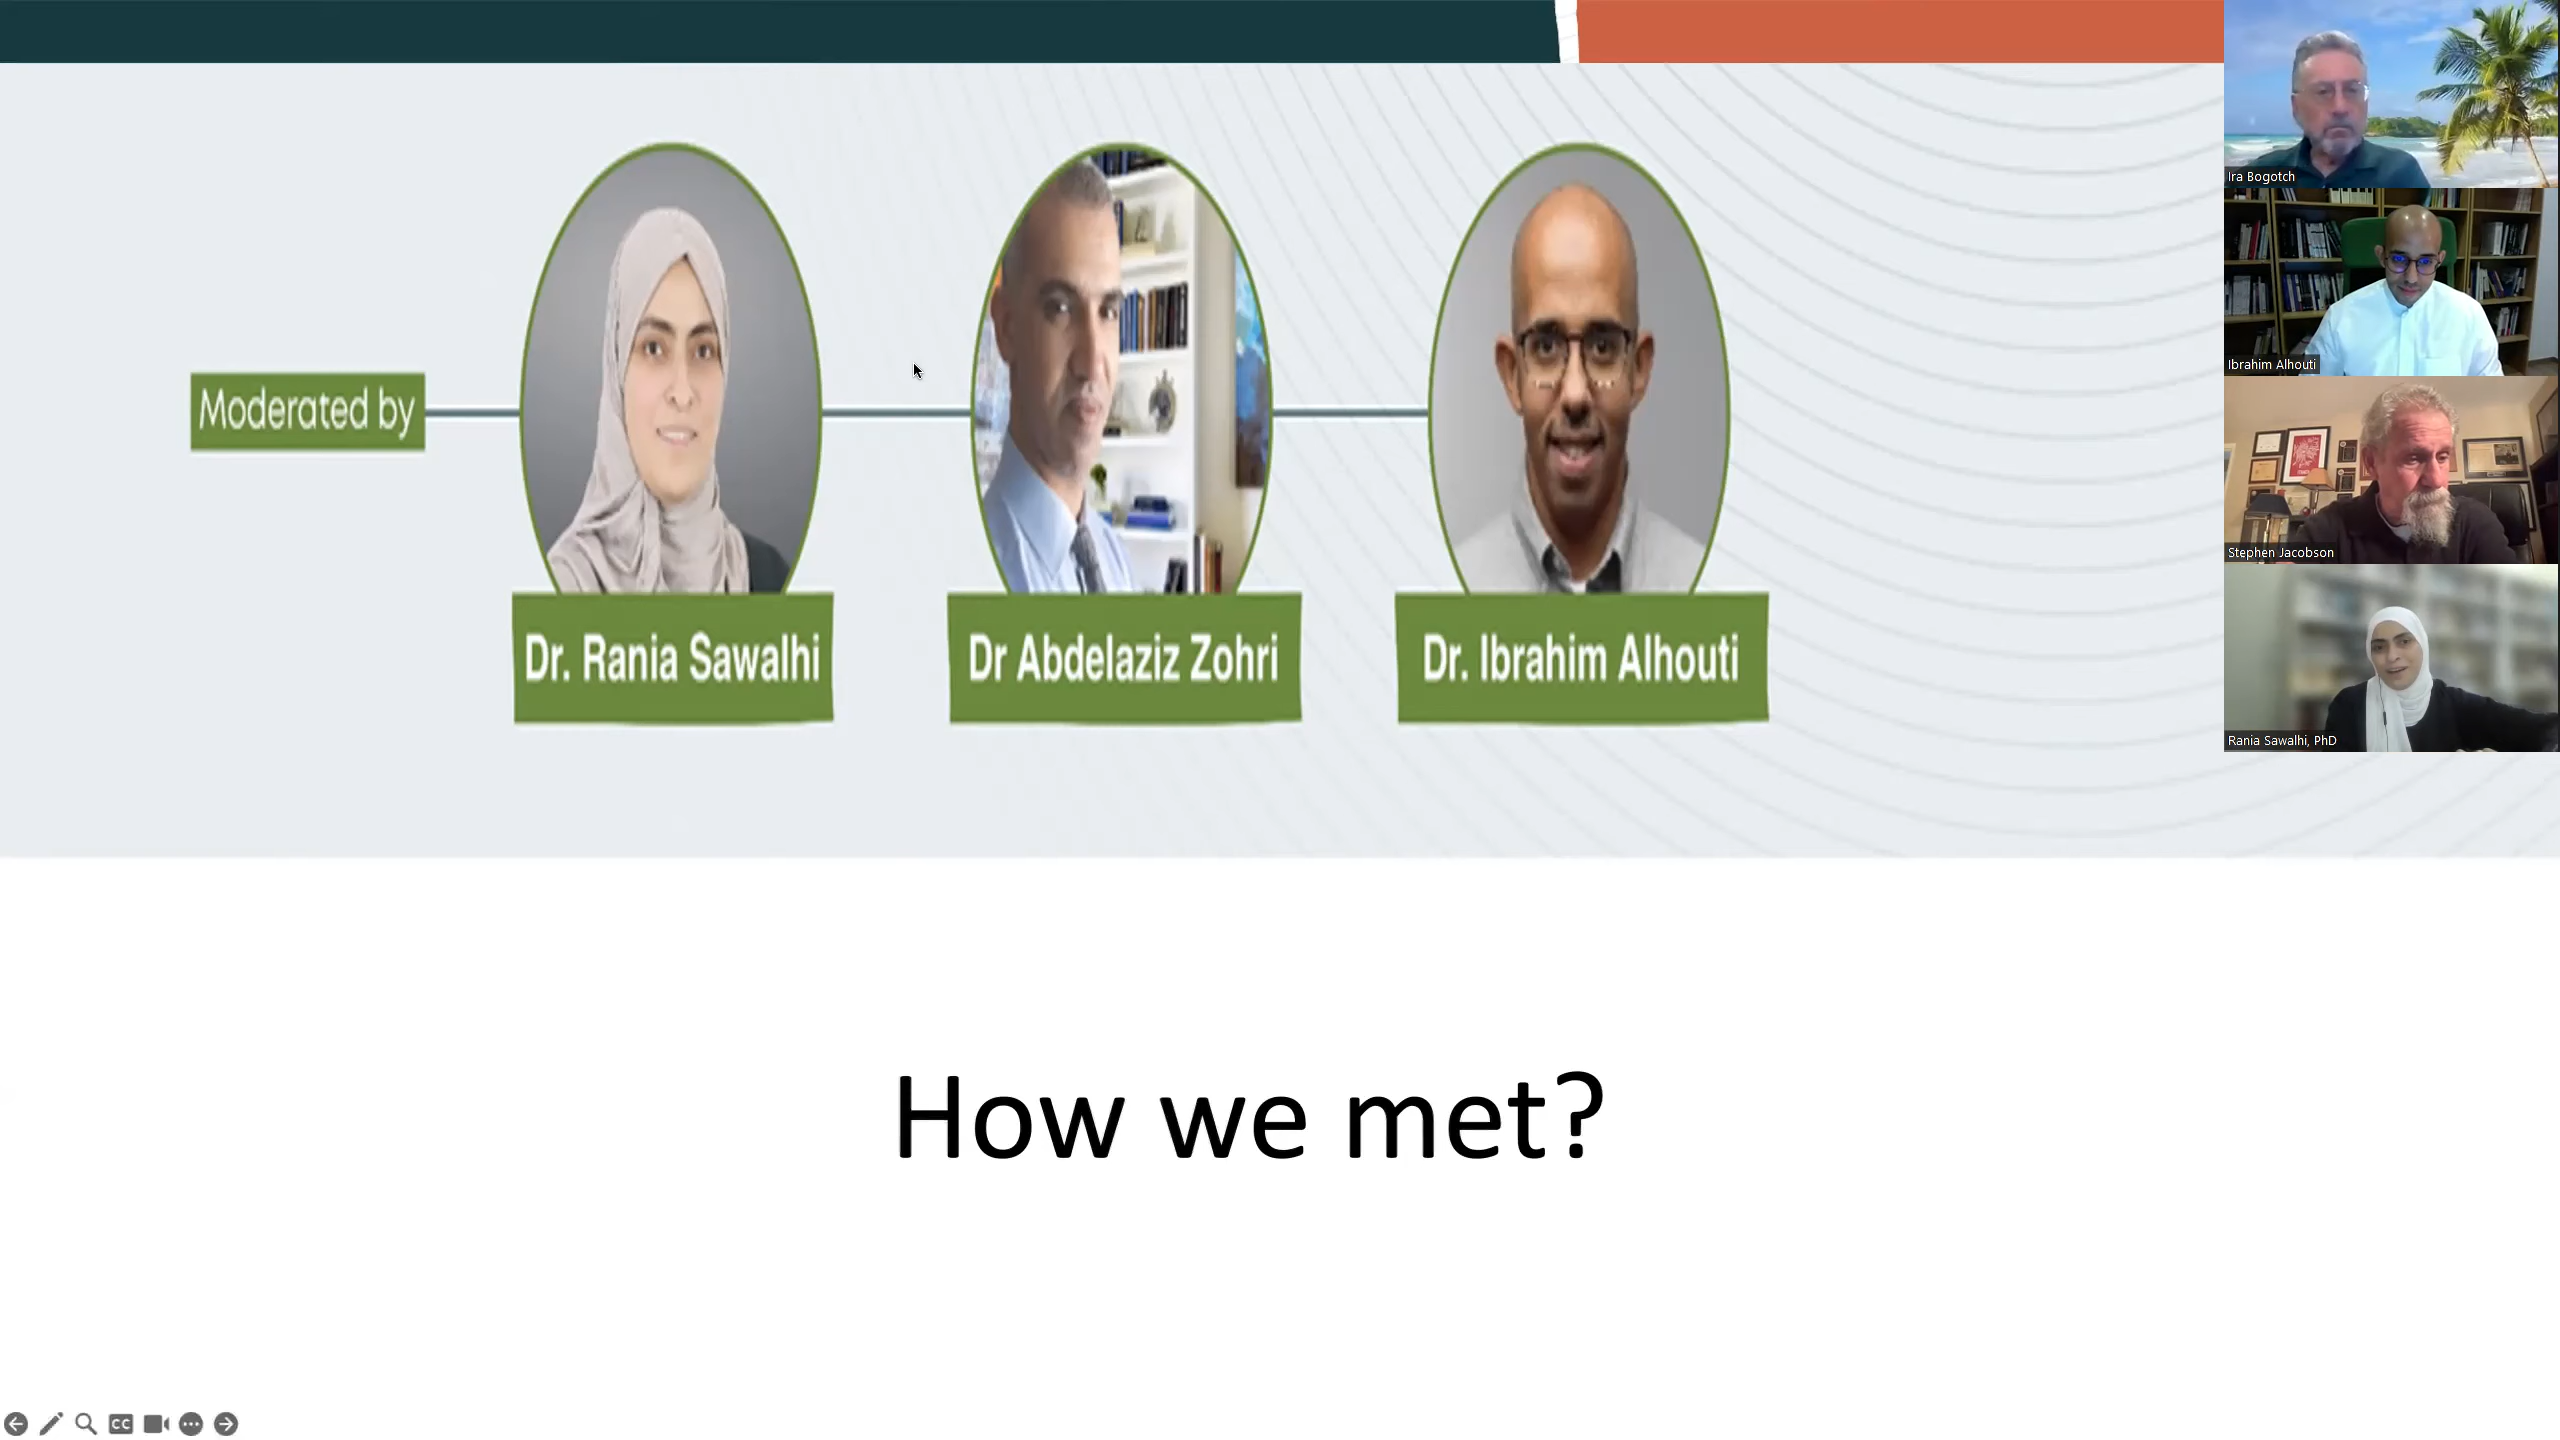 Moderated by
Dr. Rania Sawalhi
Dr Abdelaziz Zohri
Dr. Ibrahim Alhouti
How we met?
Ira Bogotch
Ibrahim Alhouti
Stephen Jacobson
Rania Sawalhi, PhD
CC